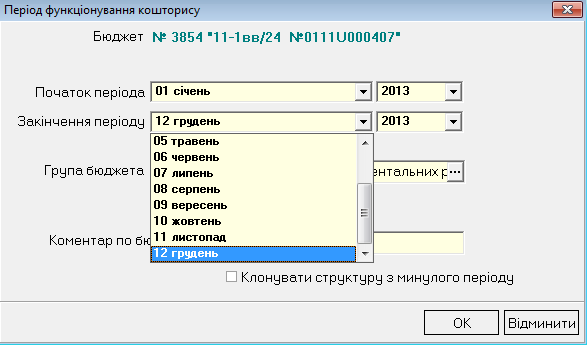 Період функціонування кошторису
Бюджет № 3854 "11-1вв/24 №0111U000407"
Початок періода 01 січень 2013
Закінчення періоду 12 грудень 2013
05 травень
06 червень
07 липень
08 серпень
09 вересень
10 жовтень
11 листопад
12 грудень
Група бюджета ентальних р ...
Коментар по бю
Клонувати структуру з минулого періоду
OK Відминити